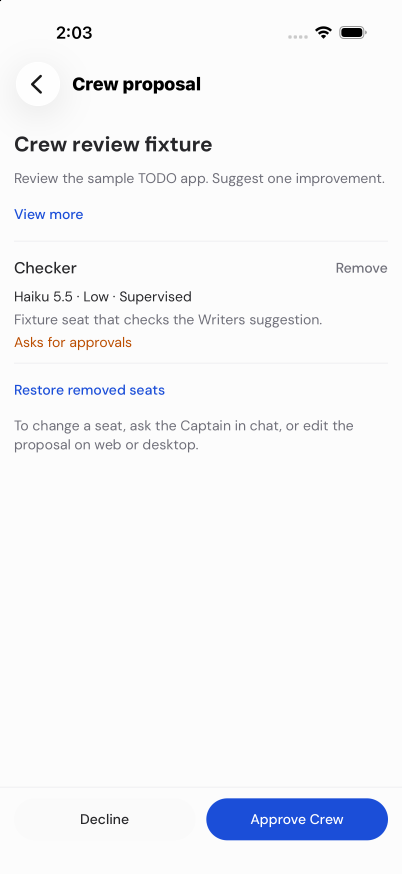 2:03
Crew proposal
Crew review fixture
Review the sample TODO app. Suggest one improvement.
View more
Checker
Remove
Haiku 5.5 · Low · Supervised
Fixture seat that checks the Writers suggestion.
Asks for approvals
Restore removed seats
To change a seat, ask the Captain in chat, or edit the
proposal on web or desktop.
Decline
Approve Crew